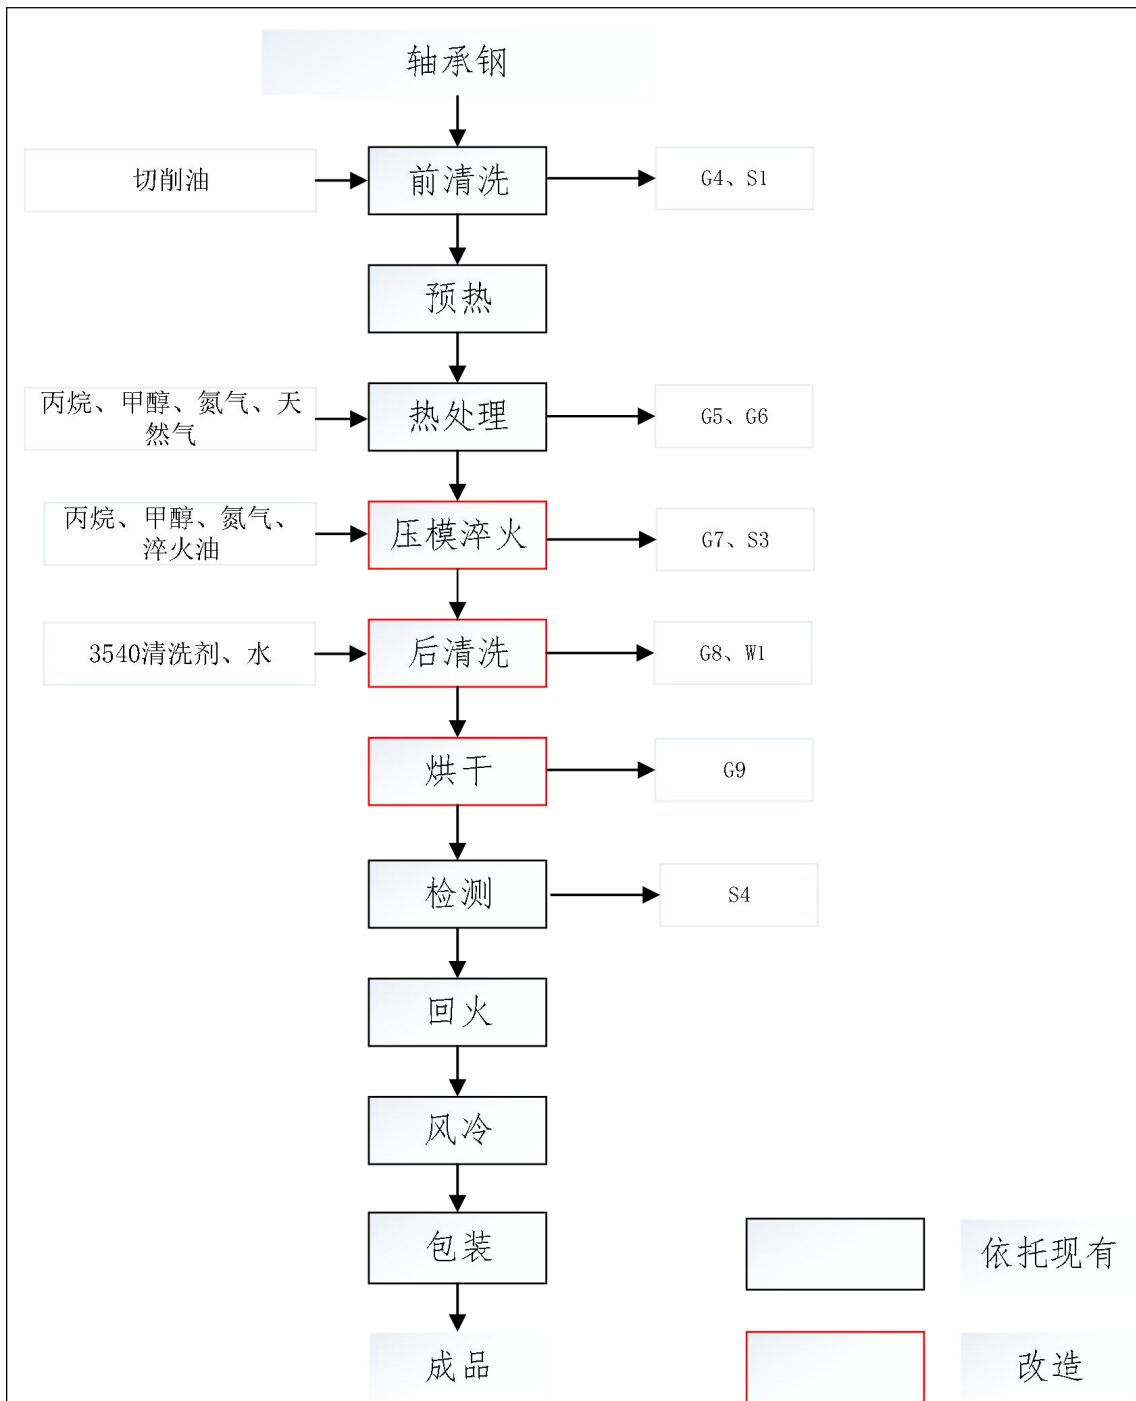 轴承钢
切削油
前清洗
G4、S1
预热
丙烷、甲醇、氮气、天
然气
热处理
G5、G6
丙烷、甲醇、氮气、
淬火油
压模淬火
G7、S3
3540清洗剂、水
后清洗
G8、W1
烘干
G9
检测
S4
回火
风冷
包装
依托现有
成品
改造